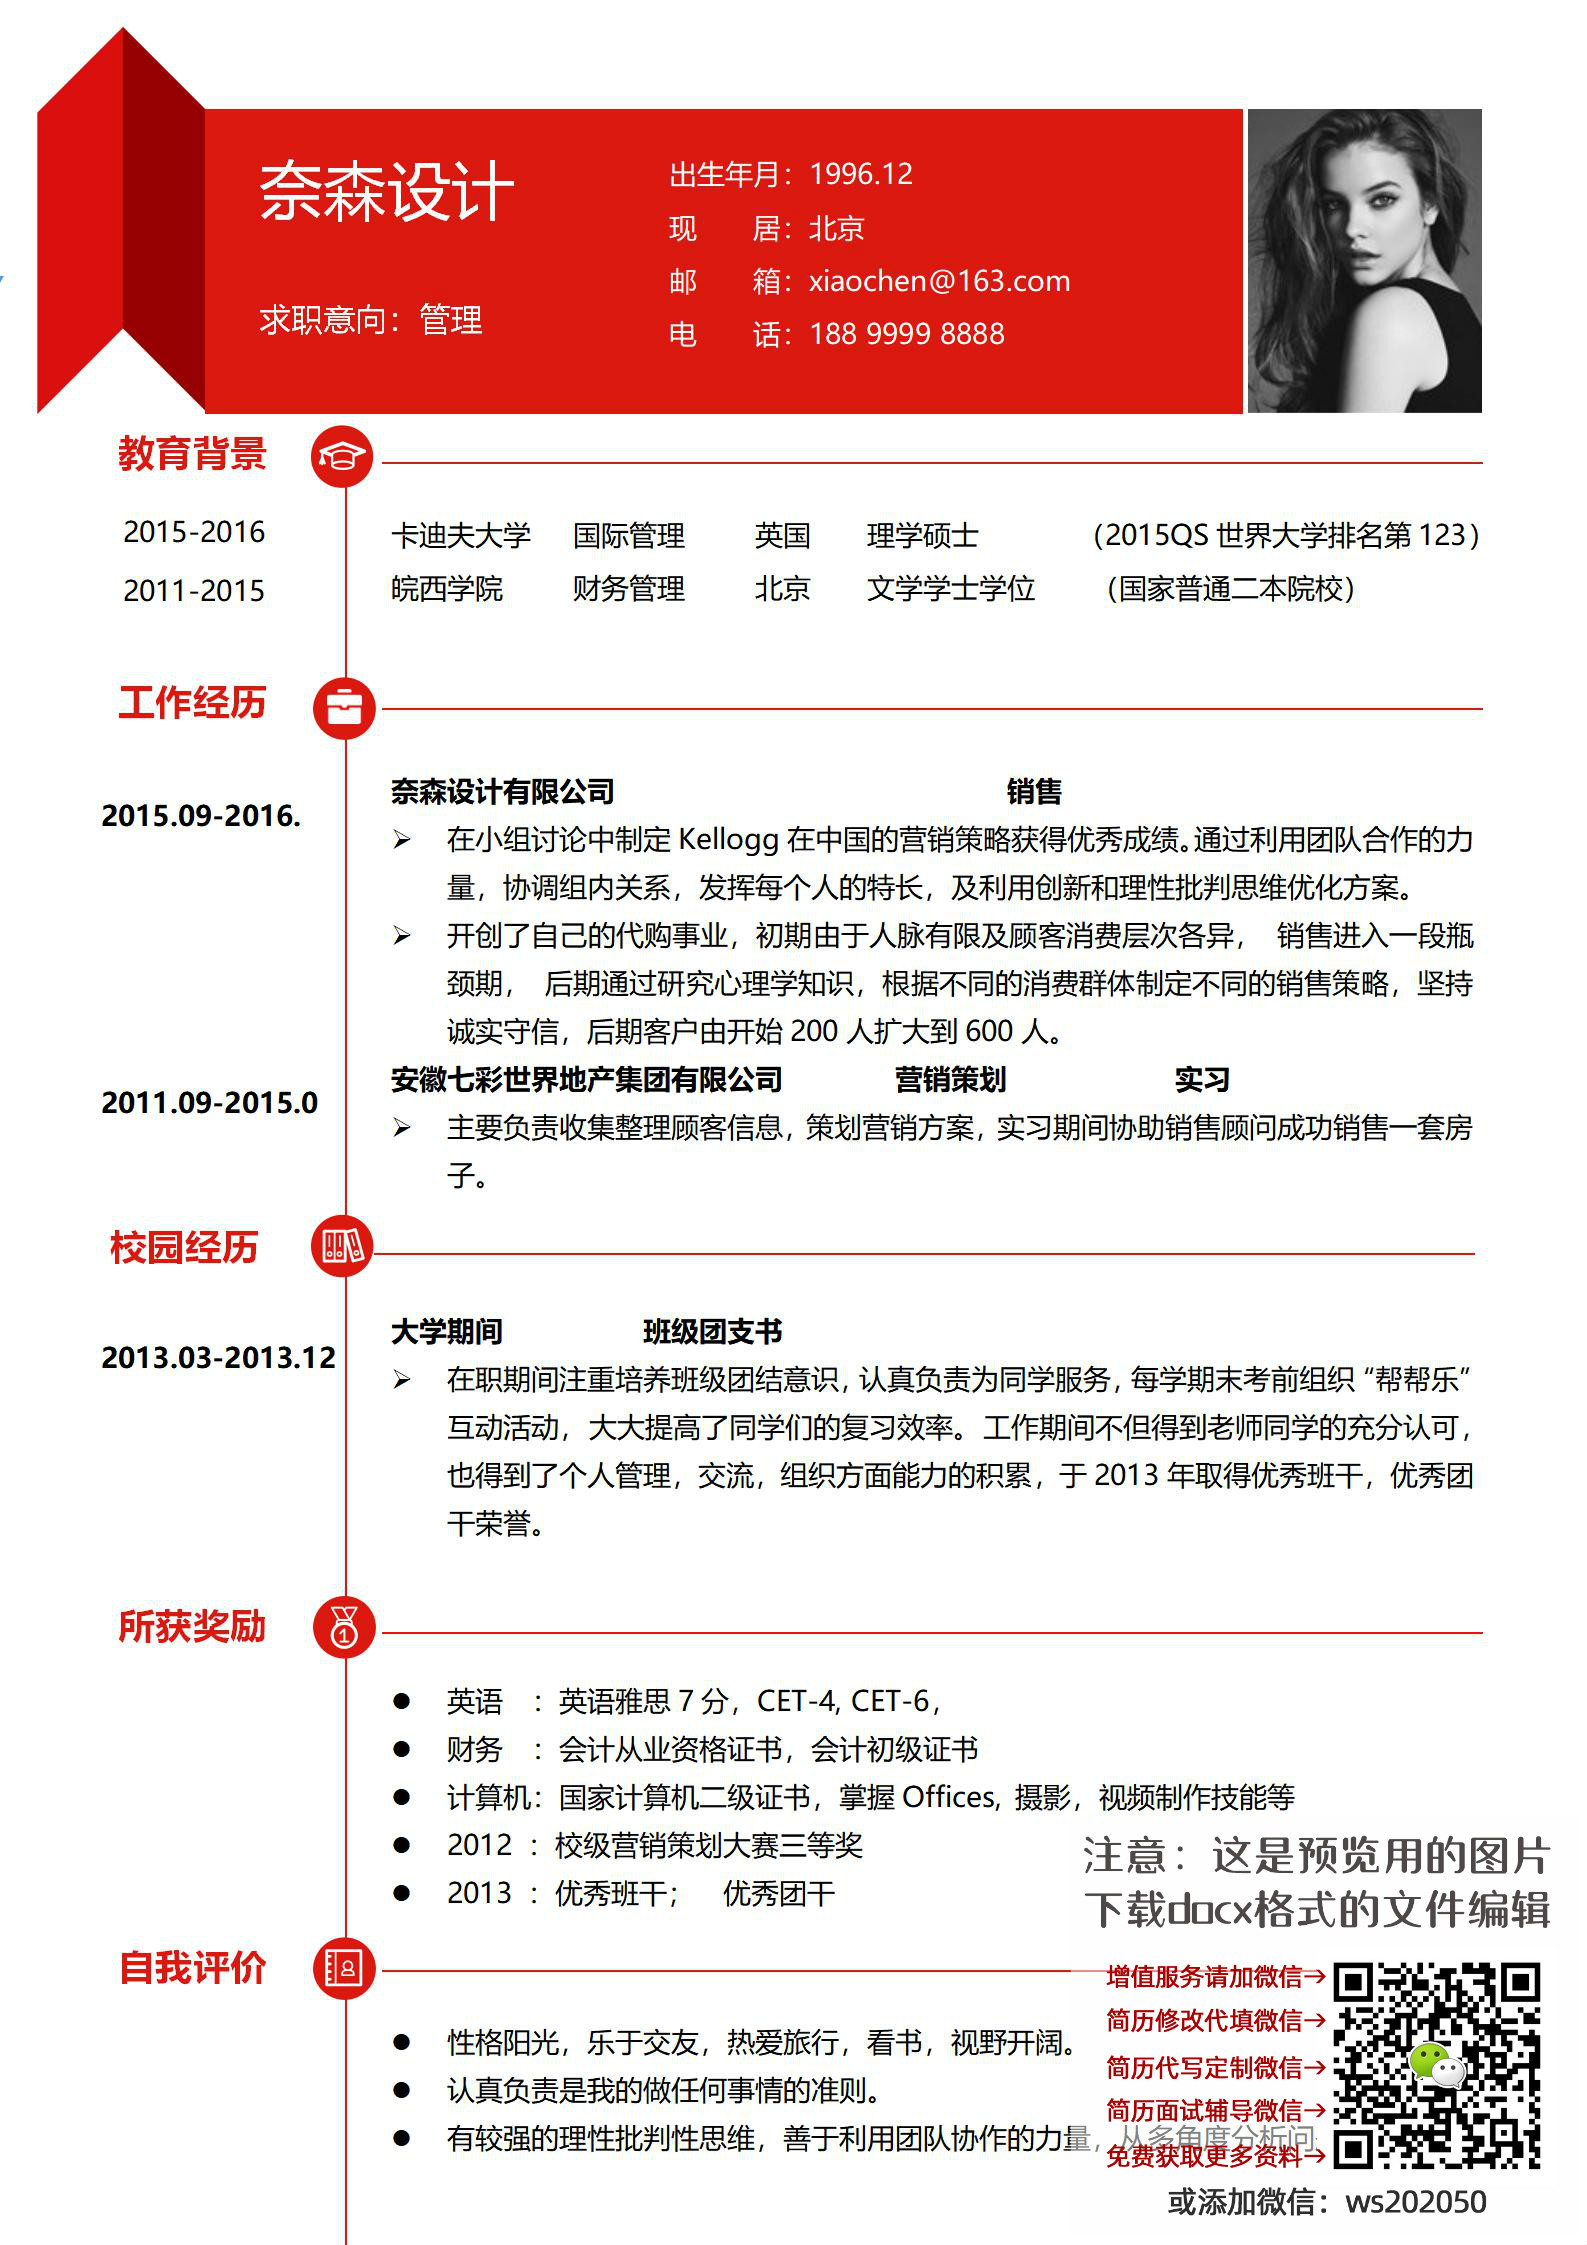 奈森设计
求职意向：管理
出生年月：1996.12
现 居：北京
邮 箱：xiaochen@163.com
电 话：188 9999 8888
教育背景
2015-2016 卡迪夫大学 国际管理 英国 理学硕士 （2015QS 世界大学排名第 123）
2011-2015 皖西学院 财务管理 北京 文学学士学位 （国家普通二本院校）
工作经历
2015.09-2016.
奈森设计有限公司 销售
在小组讨论中制定 Kellogg 在中国的营销策略获得优秀成绩。通过利用团队合作的力
量，协调组内关系，发挥每个人的特长，及利用创新和理性批判思维优化方案。
开创了自己的代购事业，初期由于人脉有限及顾客消费层次各异， 销售进入一段瓶
颈期， 后期通过研究心理学知识，根据不同的消费群体制定不同的销售策略，坚持
诚实守信，后期客户由开始 200 人扩大到 600 人。
2011.09-2015.0
安徽七彩世界地产集团有限公司 营销策划 实习
主要负责收集整理顾客信息，策划营销方案，实习期间协助销售顾问成功销售一套房
子。
校园经历
2013.03-2013.12
大学期间 班级团支书
在职期间注重培养班级团结意识，认真负责为同学服务，每学期末考前组织“帮帮乐”
互动活动，大大提高了同学们的复习效率。工作期间不但得到老师同学的充分认可，
也得到了个人管理，交流，组织方面能力的积累，于 2013 年取得优秀班干，优秀团
干荣誉。
所获奖励
英语 ：英语雅思 7 分，CET-4, CET-6，
财务 ：会计从业资格证书，会计初级证书
计算机：国家计算机二级证书，掌握 Offices, 摄影，视频制作技能等
2012 ：校级营销策划大赛三等奖
2013 ：优秀班干； 优秀团干
自我评价
性格阳光，乐于交友，热爱旅行，看书，视野开阔。
认真负责是我的做任何事情的准则。
有较强的理性批判性思维，善于利用团队协作的力量，从多角度分析问
注意：这是预览用的图片
下载docx格式的文件编辑
增值服务请加微信→
简历修改代填微信→
简历代写定制微信→
简历面试辅导微信→
免费获取更多资料→
或添加微信：ws202050